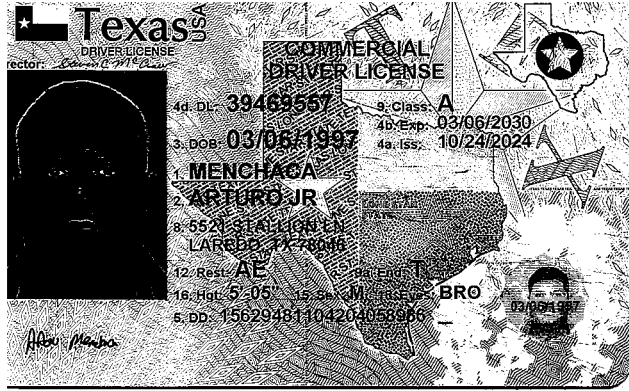 Texas USA
DRIVER LICENSE
COMMERCIAL
DRIVER LICENSE
4d. DL: 39469557
9. Class: A
4b. Exp: 03/06/2030
3. DOB: 03/06/1997
4a. Iss: 10/24/2024
1. MENCHACA
2. ARTURO JR
8. 5521 STALLION LN
LAREDO, TX 78046
12. Rest: AE
9a. End: T
16. Hgt: 5'-05"
15. Sex: M
18. Eyes: BRO
5. DD: 15629481104204058966
03/06/1997